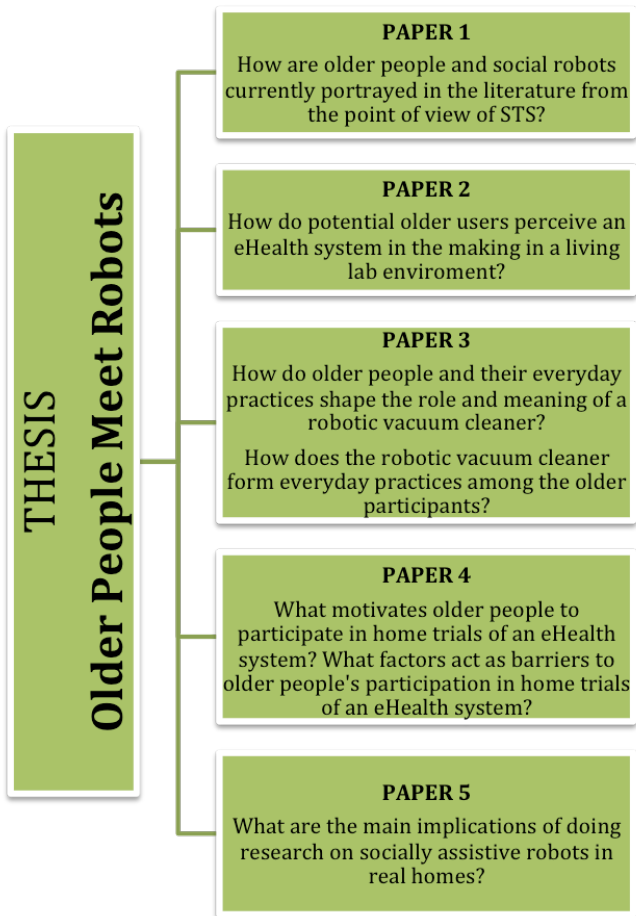 THESIS
Older People Meet Robots
PAPER 1
How are older people and social robots
currently portrayed in the literature from
the point of view of STS?
PAPER 2
How do potential older users perceive an
eHealth system in the making in a living
lab enviroment?
PAPER 3
How do older people and their everyday
practices shape the role and meaning of a
robotic vacuum cleaner?
How does the robotic vacuum cleaner
form everyday practices among the older
participants?
PAPER 4
What motivates older people to
participate in home trials of an eHealth
system? What factors act as barriers to
older people's participation in home trials
of an eHealth system?
PAPER 5
What are the main implications of doing
research on socially assistive robots in
real homes?